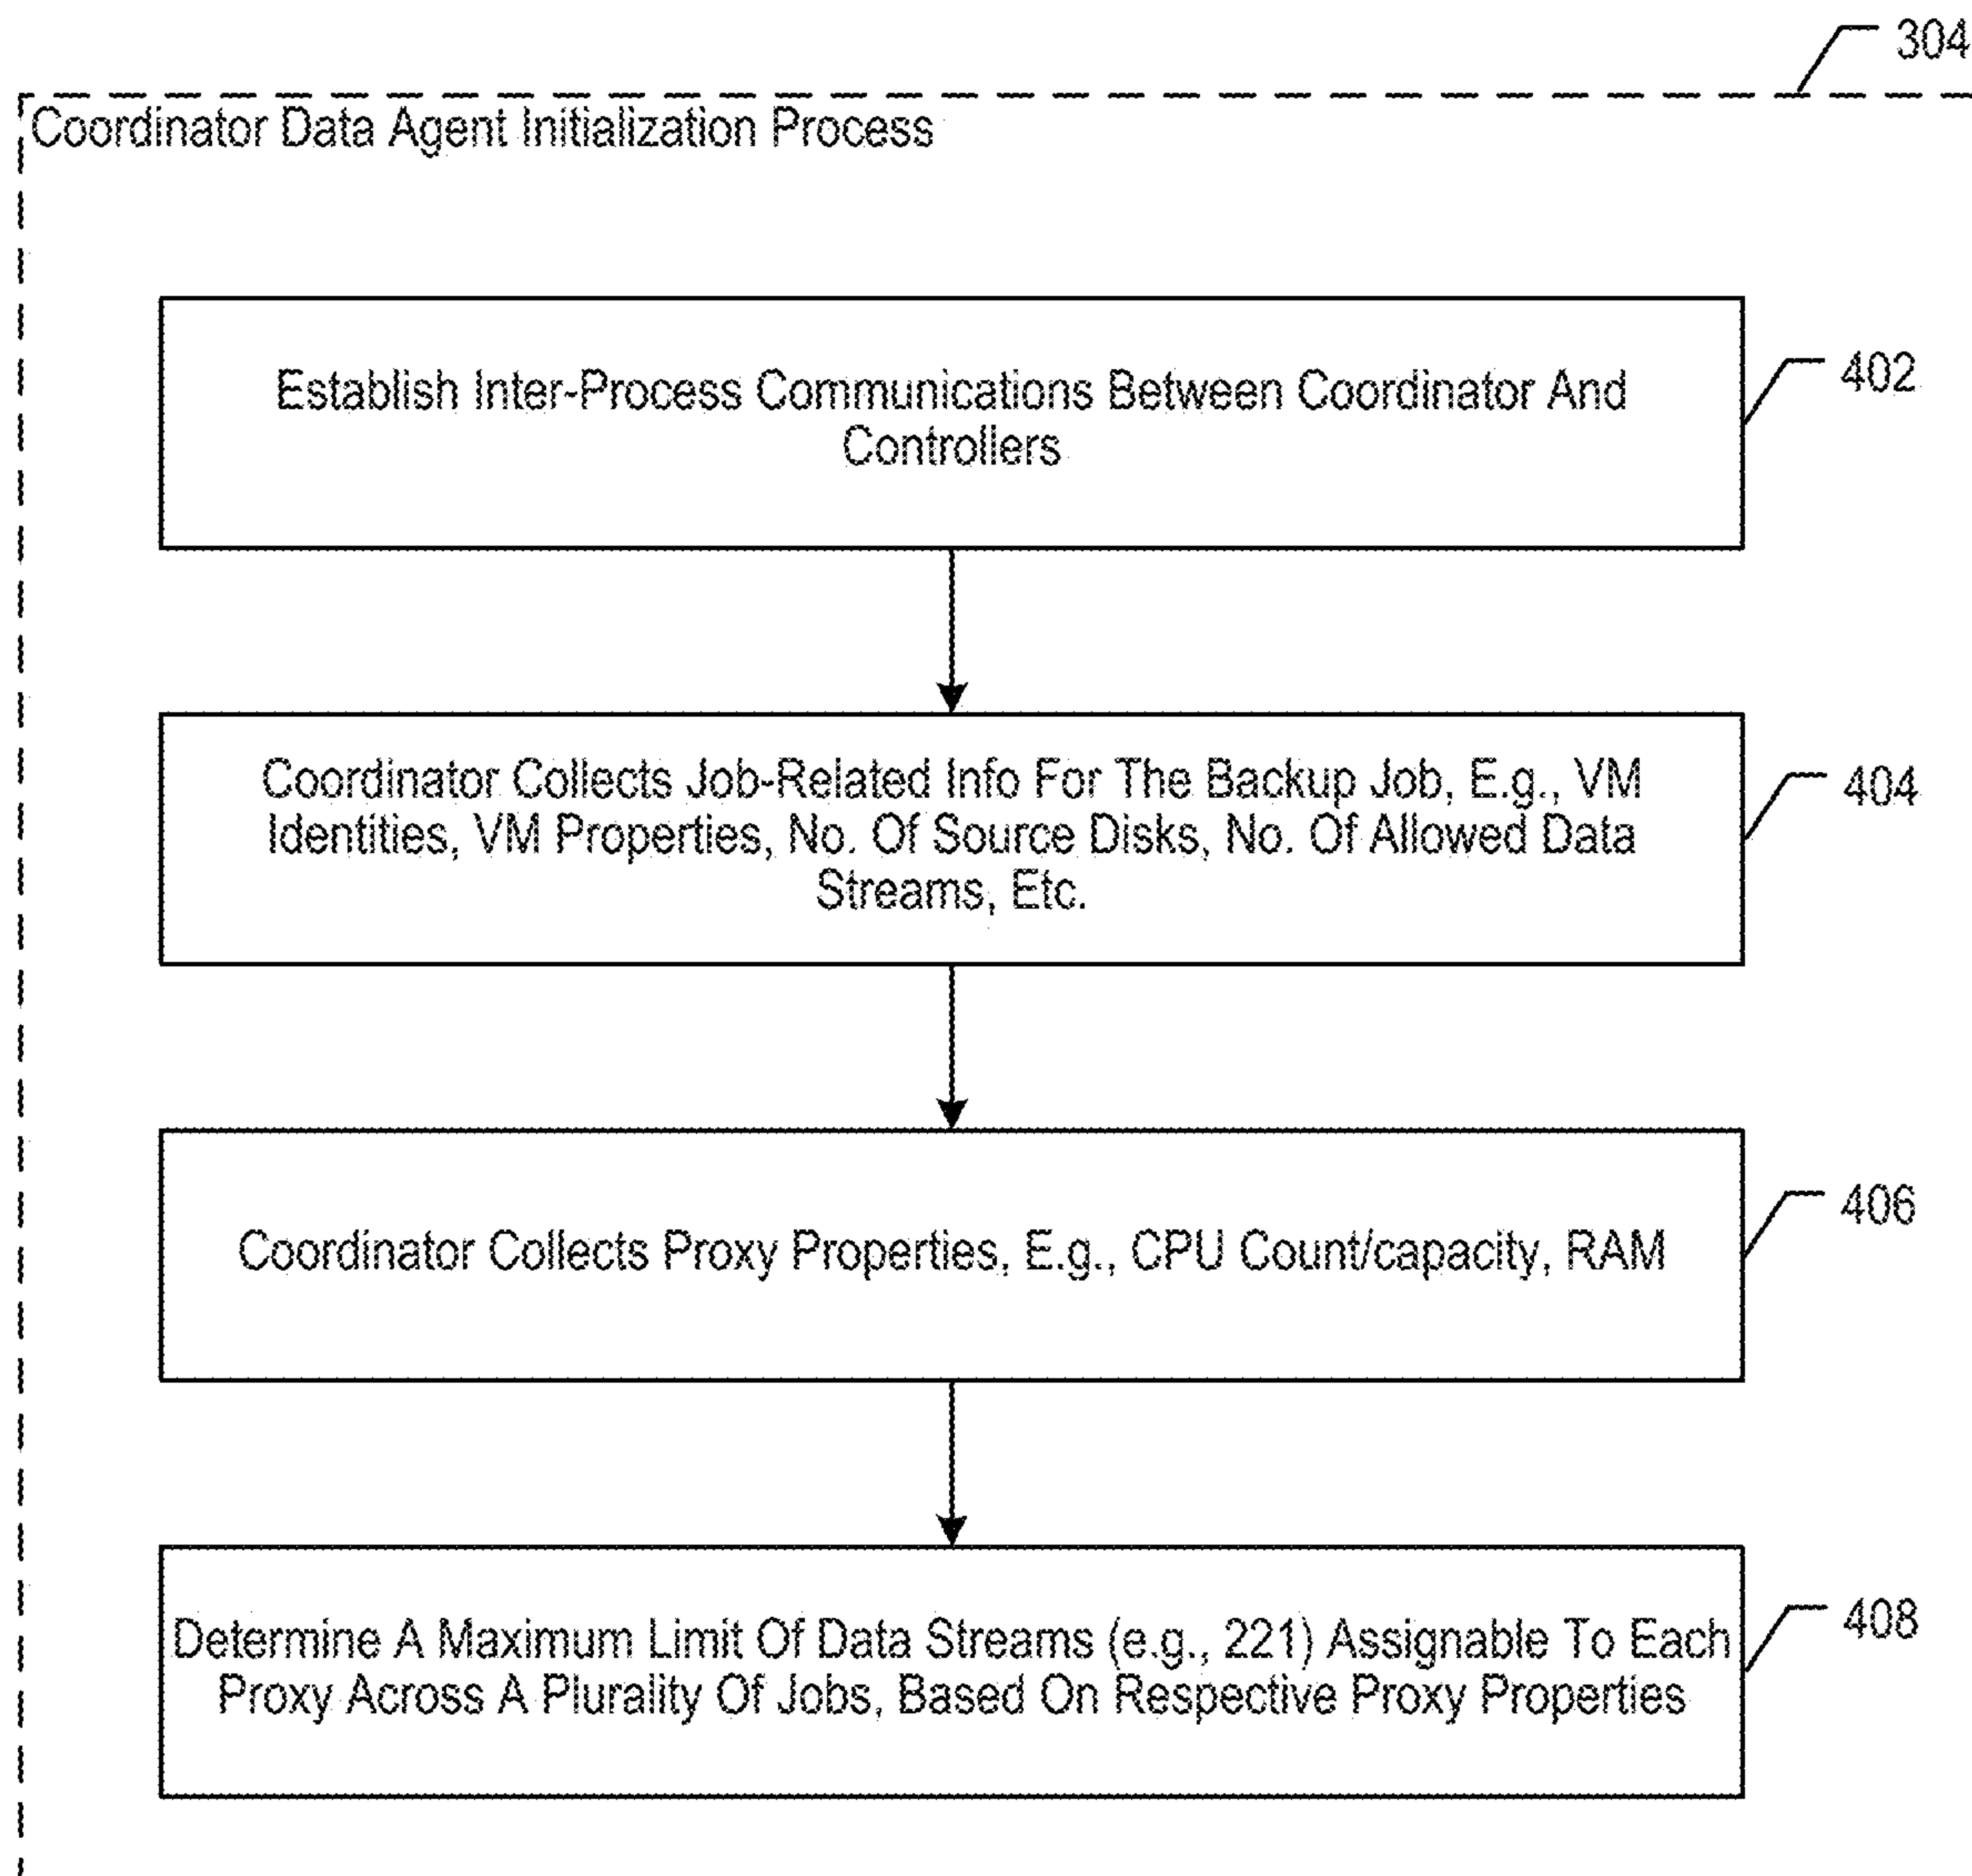 304
Coordinator Data Agent Initialization Process
Establish Inter-Process Communications Between Coordinator And
Controllers
402
Coordinator Collects Job-Related Info For The Backup Job, E.g., VM
Identities, VM Properties, No. Of Source Disks, No. Of Allowed Data
Streams, Etc.
404
Coordinator Collects Proxy Properties, E.g., CPU Count/capacity, RAM
406
Determine A Maximum Limit Of Data Streams (e.g., 221) Assignable To Each
Proxy Across A Plurality Of Jobs, Based On Respective Proxy Properties
408